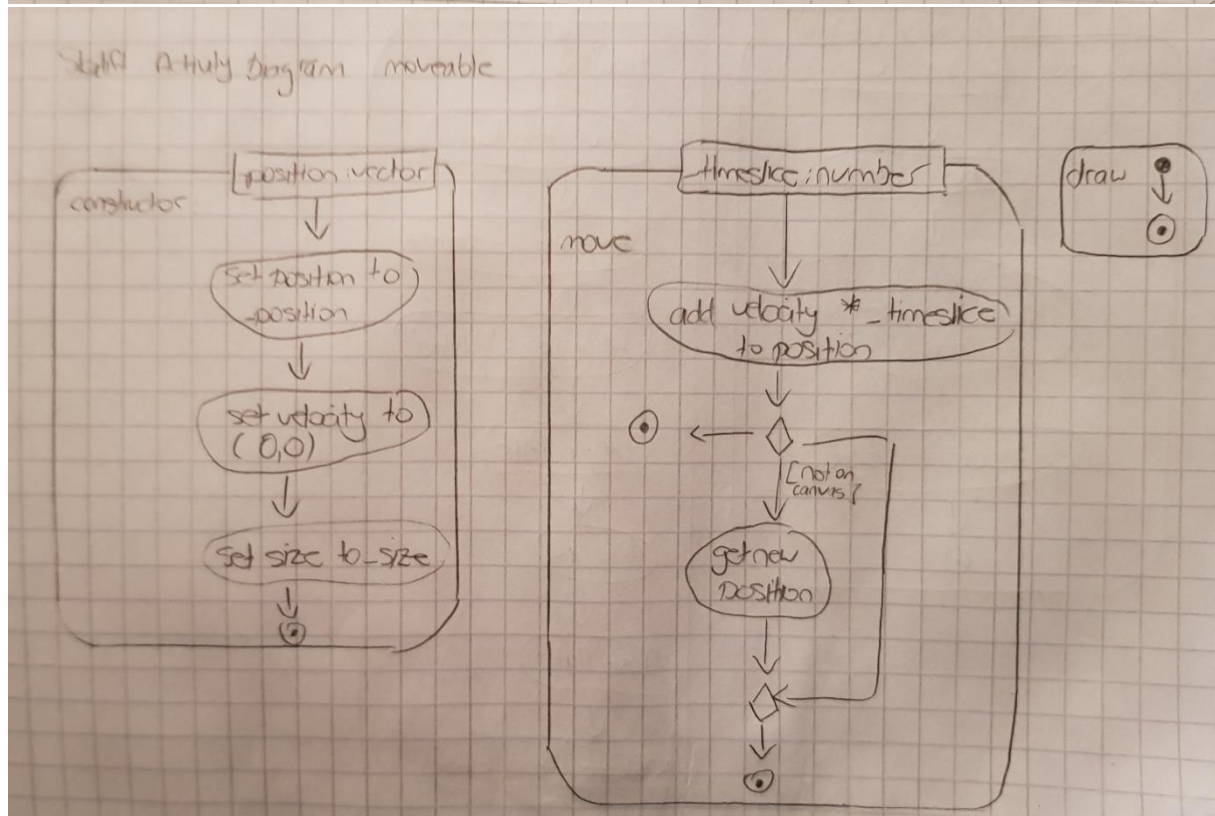 Activity Diagram moveable
constructor
position:vector
set position to
_position
set velocity to
(0,0)
set size to _size
move
timeslice:number
add velocity * _timeslice
to position
[not on
canvas]
get new
position
draw